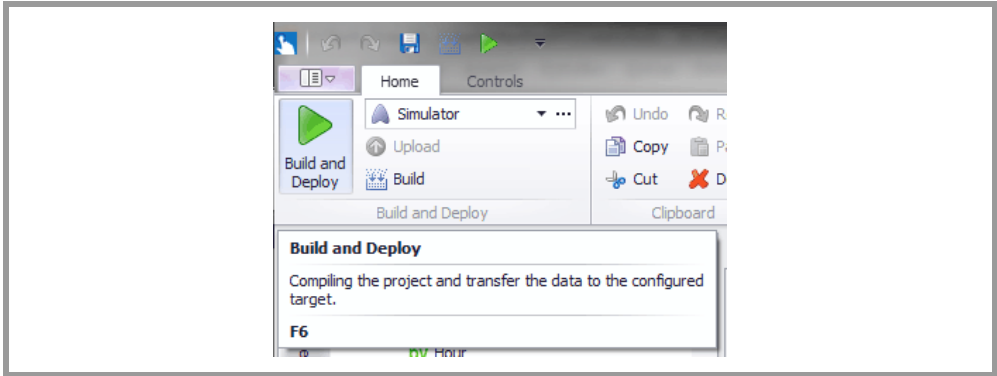 Home Controls
Simulator Undo
Upload Copy
Build and Deploy Build Cut
Build and Deploy Clipboard
Build and Deploy
Compiling the project and transfer the data to the configured
target.
F6
Hour